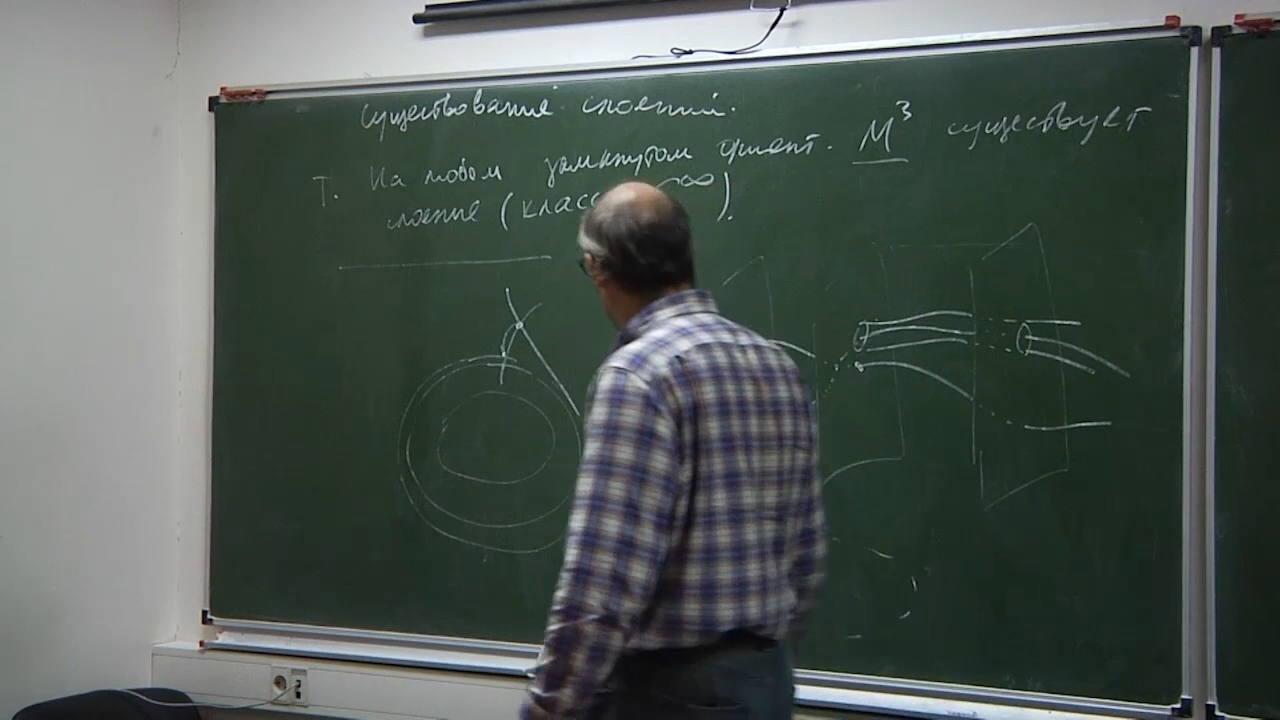 Существование слоений.
Т. На любом замкнутом ориент. M³ существует
слоение (класса C∞).